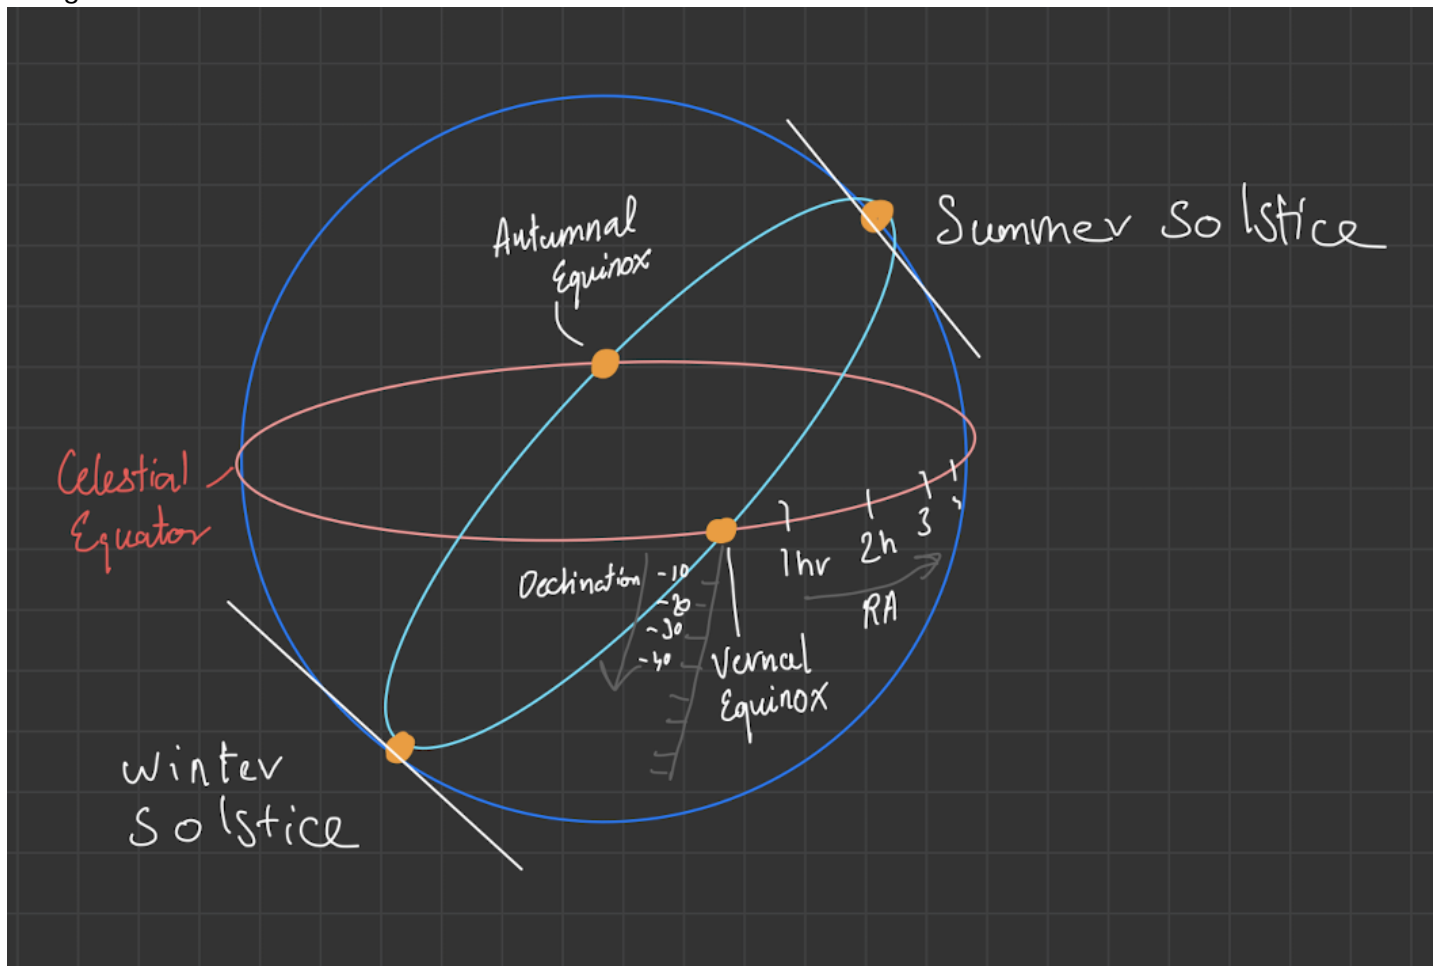 Autumnal
Equinox
Summer Solstice
Celestial
Equator
Declination
-10
-20
-30
-40
1hr
2h
3
RA
Vernal
Equinox
Winter
Solstice